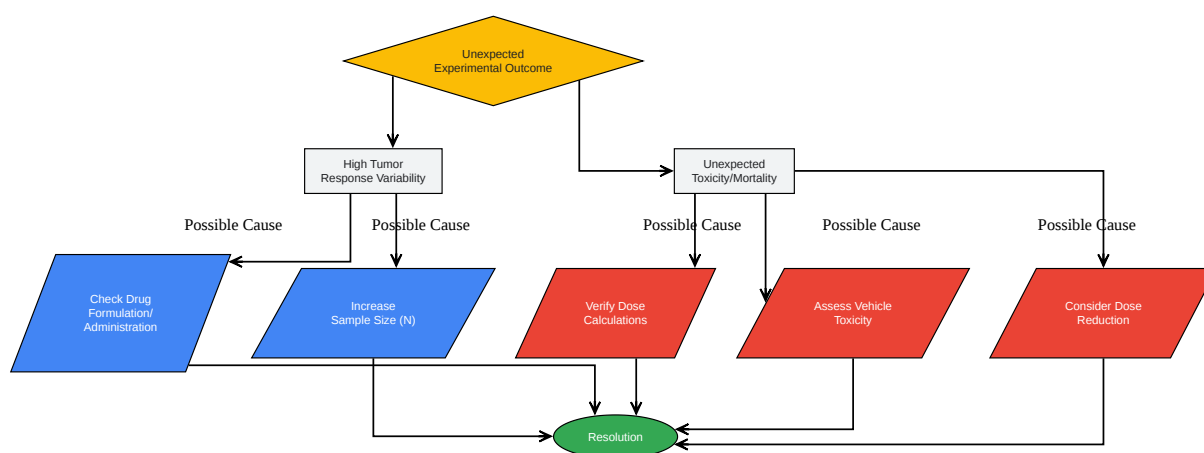 Unexpected
Experimental Outcome
High Tumor
Response Variability
Unexpected
Toxicity/Mortality
Possible Cause
Possible Cause
Possible Cause
Possible Cause
Possible Cause
Check Drug
Formulation/
Administration
Increase
Sample Size (N)
Verify Dose
Calculations
Assess Vehicle
Toxicity
Consider Dose
Reduction
Resolution